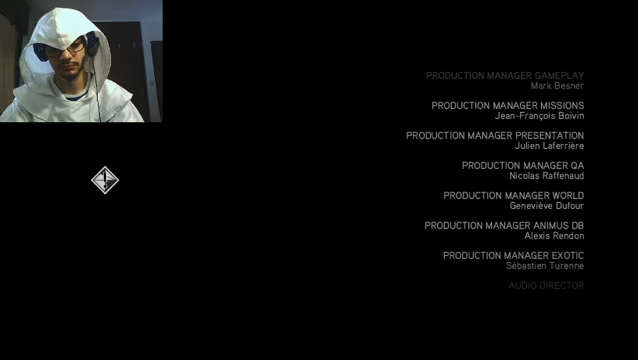 PRODUCTION MANAGER GAMEPLAY
Mark Besner
PRODUCTION MANAGER MISSIONS
Jean-François Boivin
PRODUCTION MANAGER PRESENTATION
Julien Laferrière
PRODUCTION MANAGER QA
Nicolas Raffenaud
PRODUCTION MANAGER WORLD
Geneviève Dufour
PRODUCTION MANAGER ANIMUS DB
Alexis Rendon
PRODUCTION MANAGER EXOTIC
Sébastien Turenne
AUDIO DIRECTOR